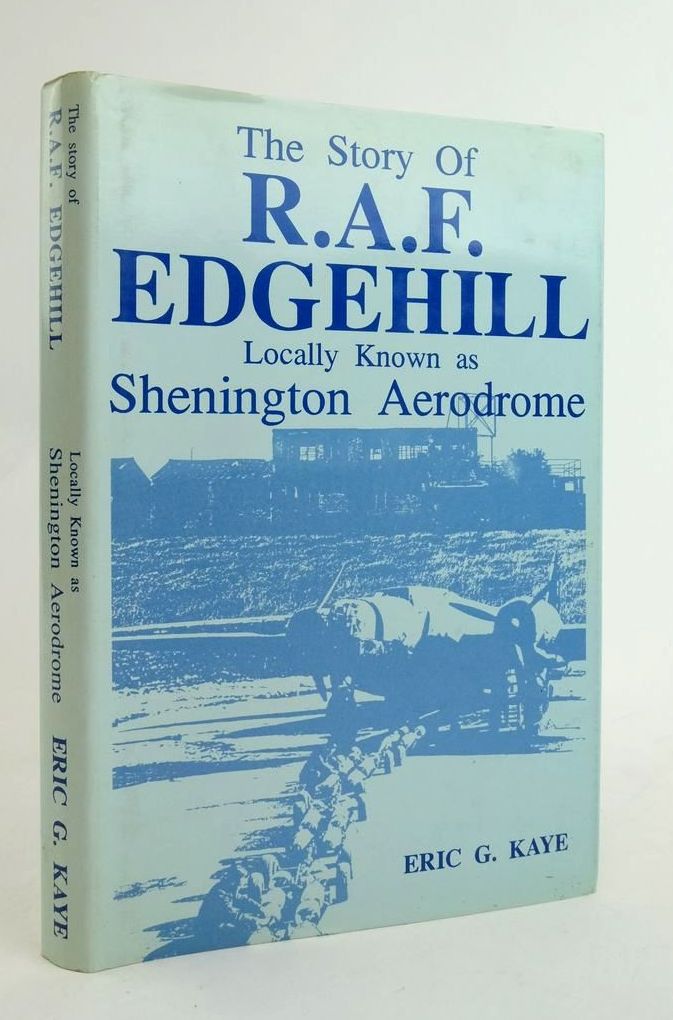 The Story Of
R.A.F.
EDGEHILL
Locally Known as
Shenington Aerodrome
ERIC G. KAYE
The story of
R.A.F. EDGEHILL
Locally Known as
Shenington Aerodrome
ERIC G. KAYE